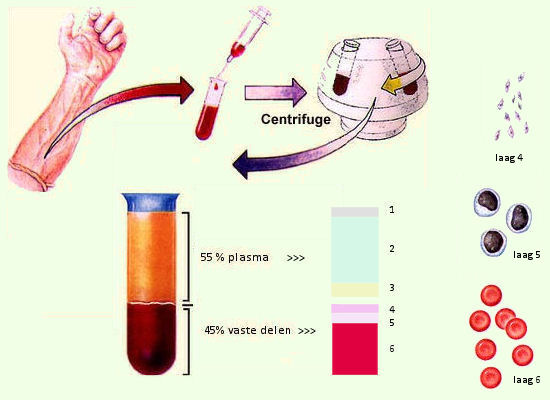 Centrifuge
laag 4
laag 5
laag 6
55 % plasma >>>
45% vaste delen >>>
1
2
3
4
5
6